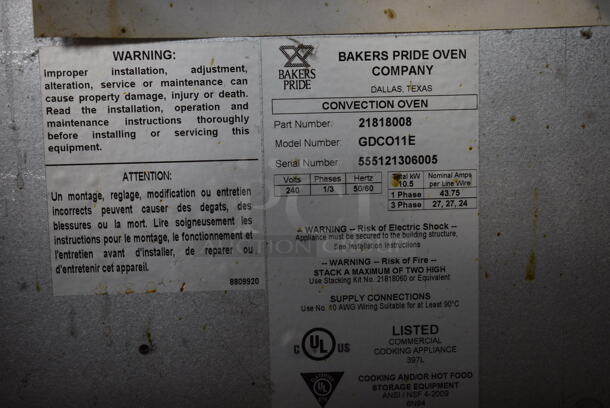 WARNING:
Improper installation, adjustment,
alteration, service or maintenance can
cause property damage, injury or death.
Read the installation, operation and
maintenance instructions thoroughly
before installing or servicing this
equipment.
ATTENTION:
Un montage, reglage, modification ou entretien
incorrects peuvent causer des degats, des
blessures ou la mort. Lire soigneusement les
instructions pour le montage, le fonctionnement et
l'entretien avant d'installer, de reparer ou
d'entretenir cet appareil.
8809920
BAKERS
PRIDE
BAKERS PRIDE OVEN
COMPANY
DALLAS, TEXAS
CONVECTION OVEN
Part Number: 21818008
Model Number: GDCO11E
Serial Number 555121306005
Volts Phases Hertz Total kW Nominal Amps per Line Wire
240 1/3 50/60 10.5
1 Phase 43.75
3 Phase 27, 27, 24
-- WARNING -- Risk of Electric Shock --
Appliance must be secured to the building structure,
See Installation Instructions
-- WARNING -- Risk of Fire --
STACK A MAXIMUM OF TWO HIGH
Use Stacking Kit No. 21818060 or Equivalent
SUPPLY CONNECTIONS
Use No. 10 AWG Wiring Suitable for at Least 90°C
C UL US
LISTED
COMMERCIAL
COOKING APPLIANCE
397L
UL
COOKING AND/OR HOT FOOD
STORAGE EQUIPMENT
ANSI / NSF 4-2009
6N84